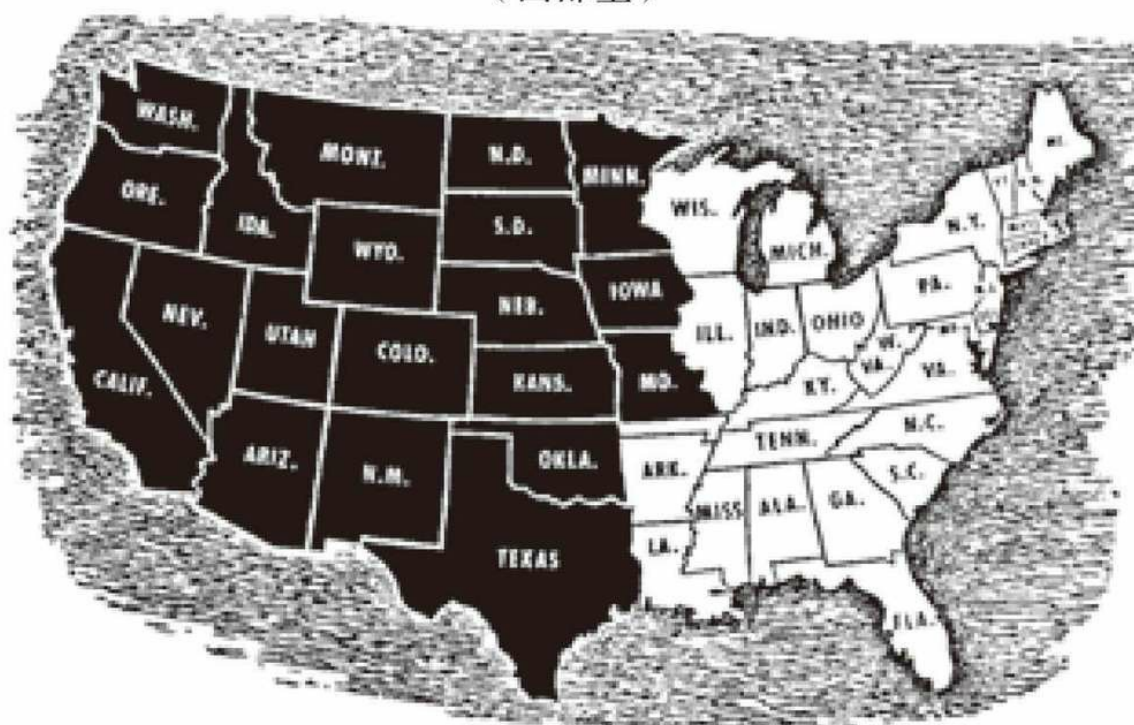 WASH.
MONT.
N.D.
MINN.
ORE.
IDA.
WYO.
S.D.
WIS.
MICH.
N.Y.
NEV.
UTAH
COLO.
NEB.
IOWA
ILL.
IND.
OHIO
PA.
CALIF.
KANS.
MO.
KY.
W.
VA.
VA.
ARIZ.
N.M.
OKLA.
ARK.
TENN.
N.C.
S.C.
TEXAS
LA.
MISS
ALA.
GA.
FLA.